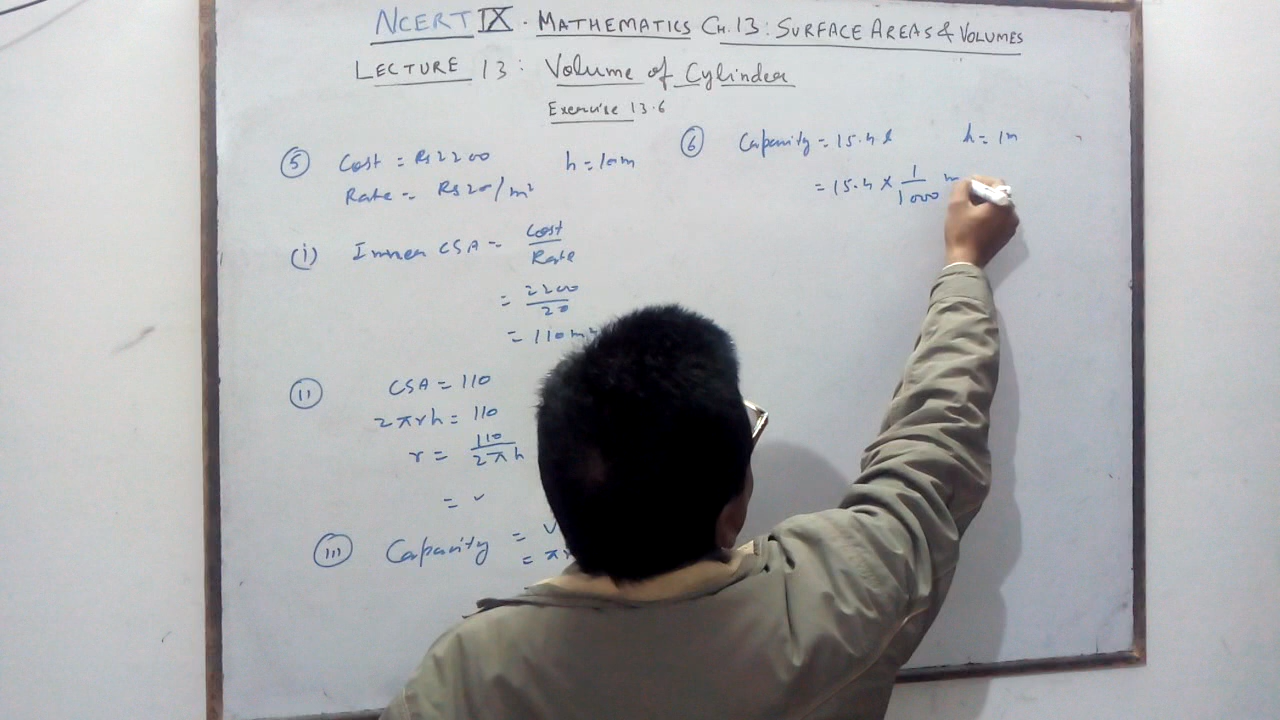 NCERT IX . MATHEMATICS CH. 13 : SURFACE AREAS & VOLUMES
LECTURE 13 : Volume of Cylinder
Exercise 13.6
(5) Cost = Rs 2200 h = 10m
Rate = Rs 20/m²
(i) Inner CSA = Cost / Rate
= 2200 / 20
= 110 m²
(ii) CSA = 110
2πrh = 110
r = 110 / 2πh
= ✓
(iii) Capacity = V
= πr
(6) Capacity = 15.4 l h = 1m
= 15.4 × 1 / 1000 m